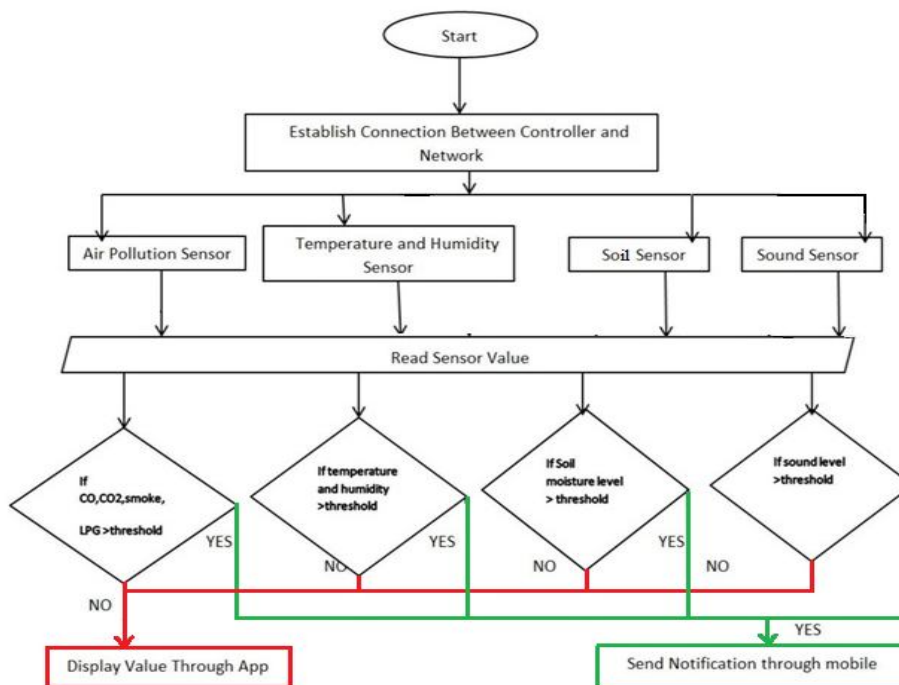 Start
Establish Connection Between Controller and
Network
Air Pollution Sensor
Temperature and Humidity
Sensor
Soil Sensor
Sound Sensor
Read Sensor Value
If
CO,CO2,smoke,
LPG >threshold
If temperature
and humidity
>threshold
If Soil
moisture level
> threshold
If sound level
>threshold
YES
YES
YES
NO
NO
NO
NO
YES
Display Value Through App
Send Notification through mobile